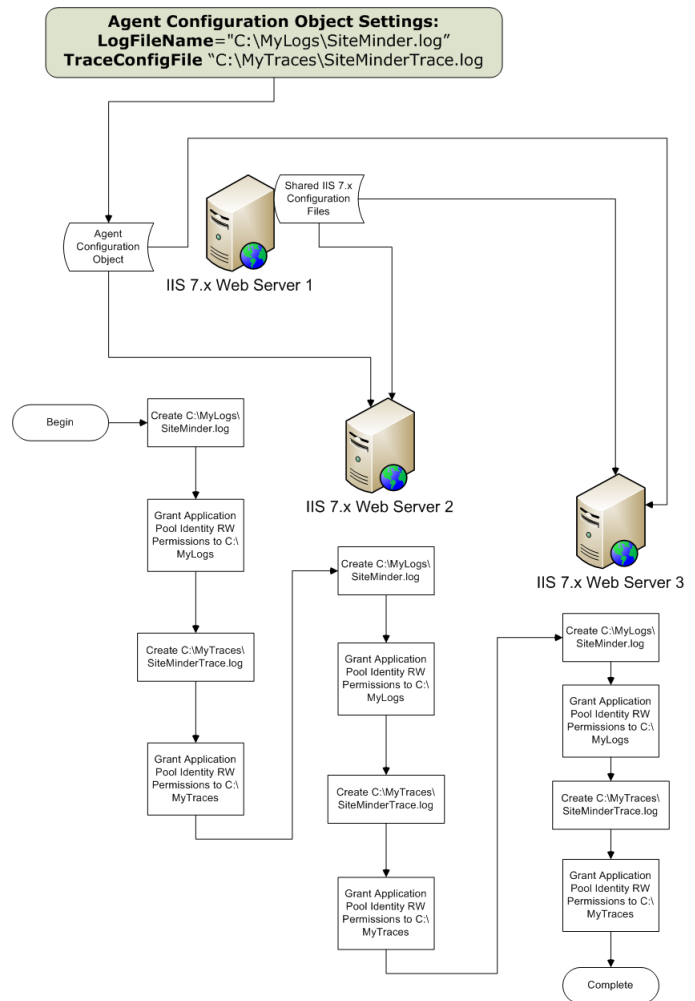 Agent Configuration Object Settings:
LogFileName="C:\MyLogs\SiteMinder.log”
TraceConfigFile “C:\MyTraces\SiteMinderTrace.log
Shared IIS 7.x
Configuration
Files
Agent
Configuration
Object
IIS 7.x Web Server 1
Begin
Create C:\MyLogs\
SiteMinder.log
Grant Application
Pool Identity RW
Permissions to C:\
MyLogs
Create C:\MyTraces\
SiteMinderTrace.log
Grant Application
Pool Identity RW
Permissions to C:\
MyTraces
IIS 7.x Web Server 2
Create C:\MyLogs\
SiteMinder.log
Grant Application
Pool Identity RW
Permissions to C:\
MyLogs
Create C:\MyTraces\
SiteMinderTrace.log
Grant Application
Pool Identity RW
Permissions to C:\
MyTraces
IIS 7.x Web Server 3
Create C:\MyLogs\
SiteMinder.log
Grant Application
Pool Identity RW
Permissions to C:\
MyLogs
Create C:\MyTraces\
SiteMinderTrace.log
Grant Application
Pool Identity RW
Permissions to C:\
MyTraces
Complete